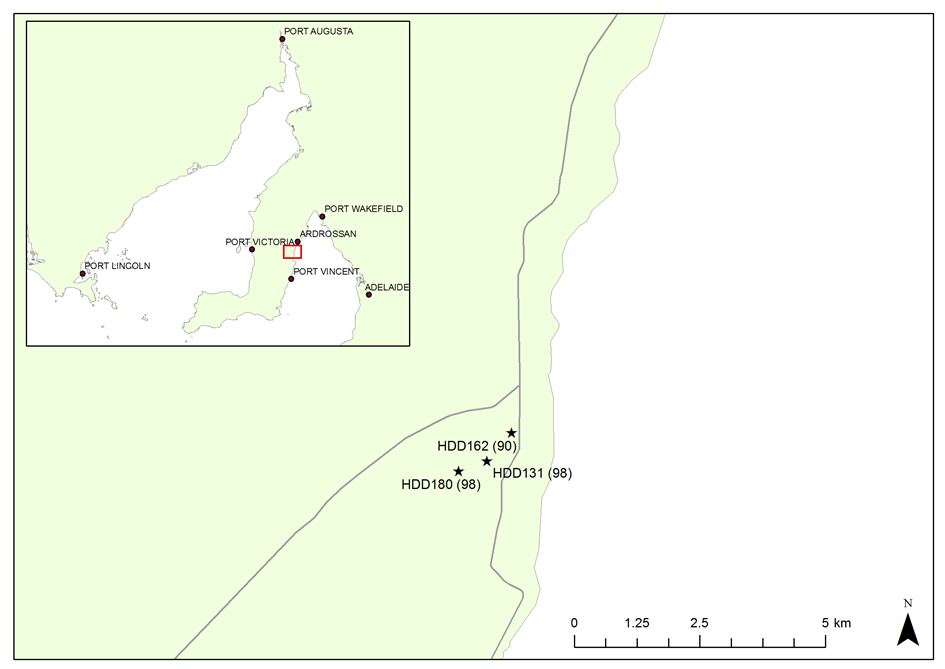 PORT AUGUSTA
PORT WAKEFIELD
ARDROSSAN
PORT VICTORIA
PORT LINCOLN
PORT VINCENT
ADELAIDE
HDD162 (90)
HDD131 (98)
HDD180 (98)
N
0 1.25 2.5 5 km